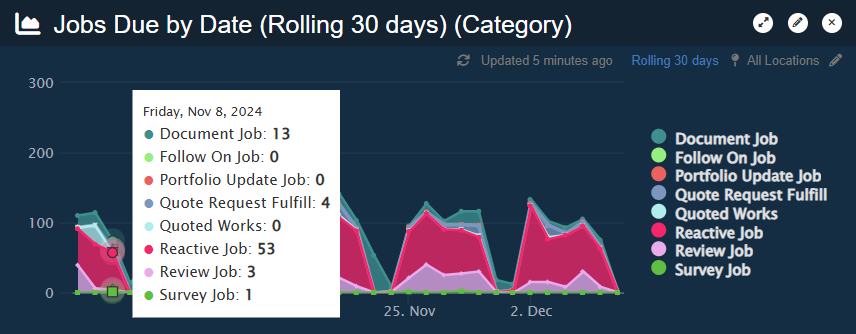 Jobs Due by Date (Rolling 30 days) (Category)
Updated 5 minutes ago Rolling 30 days All Locations
300
200
100
0
Friday, Nov 8, 2024
Document Job: 13
Follow On Job: 0
Portfolio Update Job: 0
Quote Request Fulfill: 4
Quoted Works: 0
Reactive Job: 53
Review Job: 3
Survey Job: 1
25. Nov
2. Dec
Document Job
Follow On Job
Portfolio Update Job
Quote Request Fulfill
Quoted Works
Reactive Job
Review Job
Survey Job